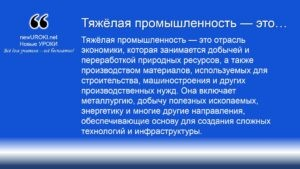 Тяжёлая промышленность — это…
newUROKI.net
Новые УРОКИ
Всё для учителя – всё бесплатно!
Тяжёлая промышленность — это отрасль
экономики, которая занимается добычей и
переработкой природных ресурсов, а также
производством материалов, используемых для
строительства, машиностроения и других
производственных нужд. Она включает
металлургию, добычу полезных ископаемых,
энергетику и многие другие направления,
обеспечивающие основу для создания сложных
технологий и инфраструктуры.